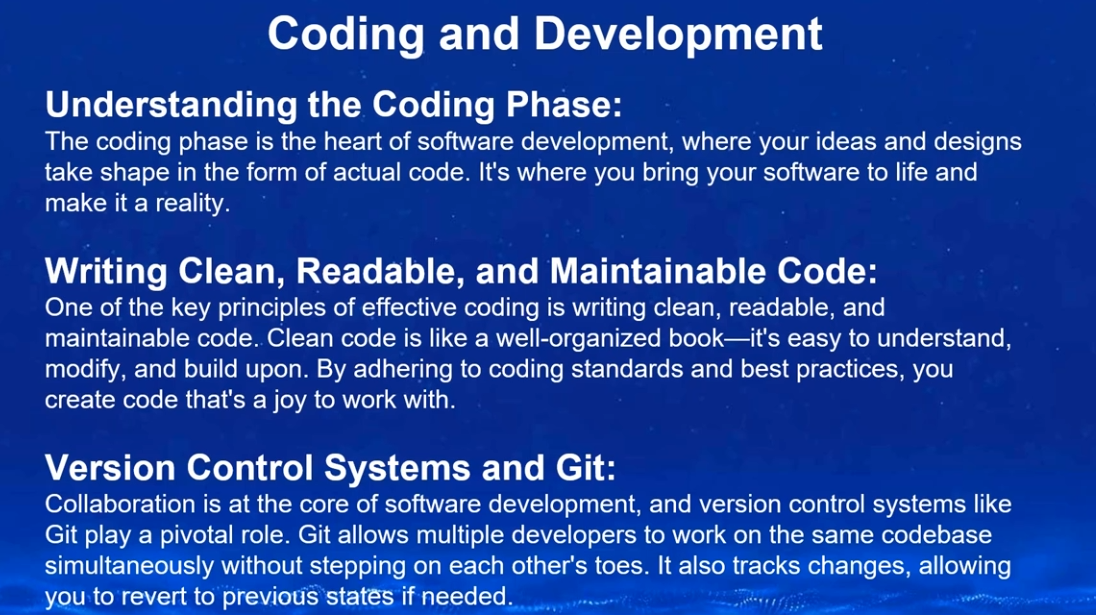 Coding and Development
Understanding the Coding Phase:
The coding phase is the heart of software development, where your ideas and designs
take shape in the form of actual code. It's where you bring your software to life and
make it a reality.
Writing Clean, Readable, and Maintainable Code:
One of the key principles of effective coding is writing clean, readable, and
maintainable code. Clean code is like a well-organized book—it's easy to understand,
modify, and build upon. By adhering to coding standards and best practices, you
create code that's a joy to work with.
Version Control Systems and Git:
Collaboration is at the core of software development, and version control systems like
Git play a pivotal role. Git allows multiple developers to work on the same codebase
simultaneously without stepping on each other's toes. It also tracks changes, allowing
you to revert to previous states if needed.